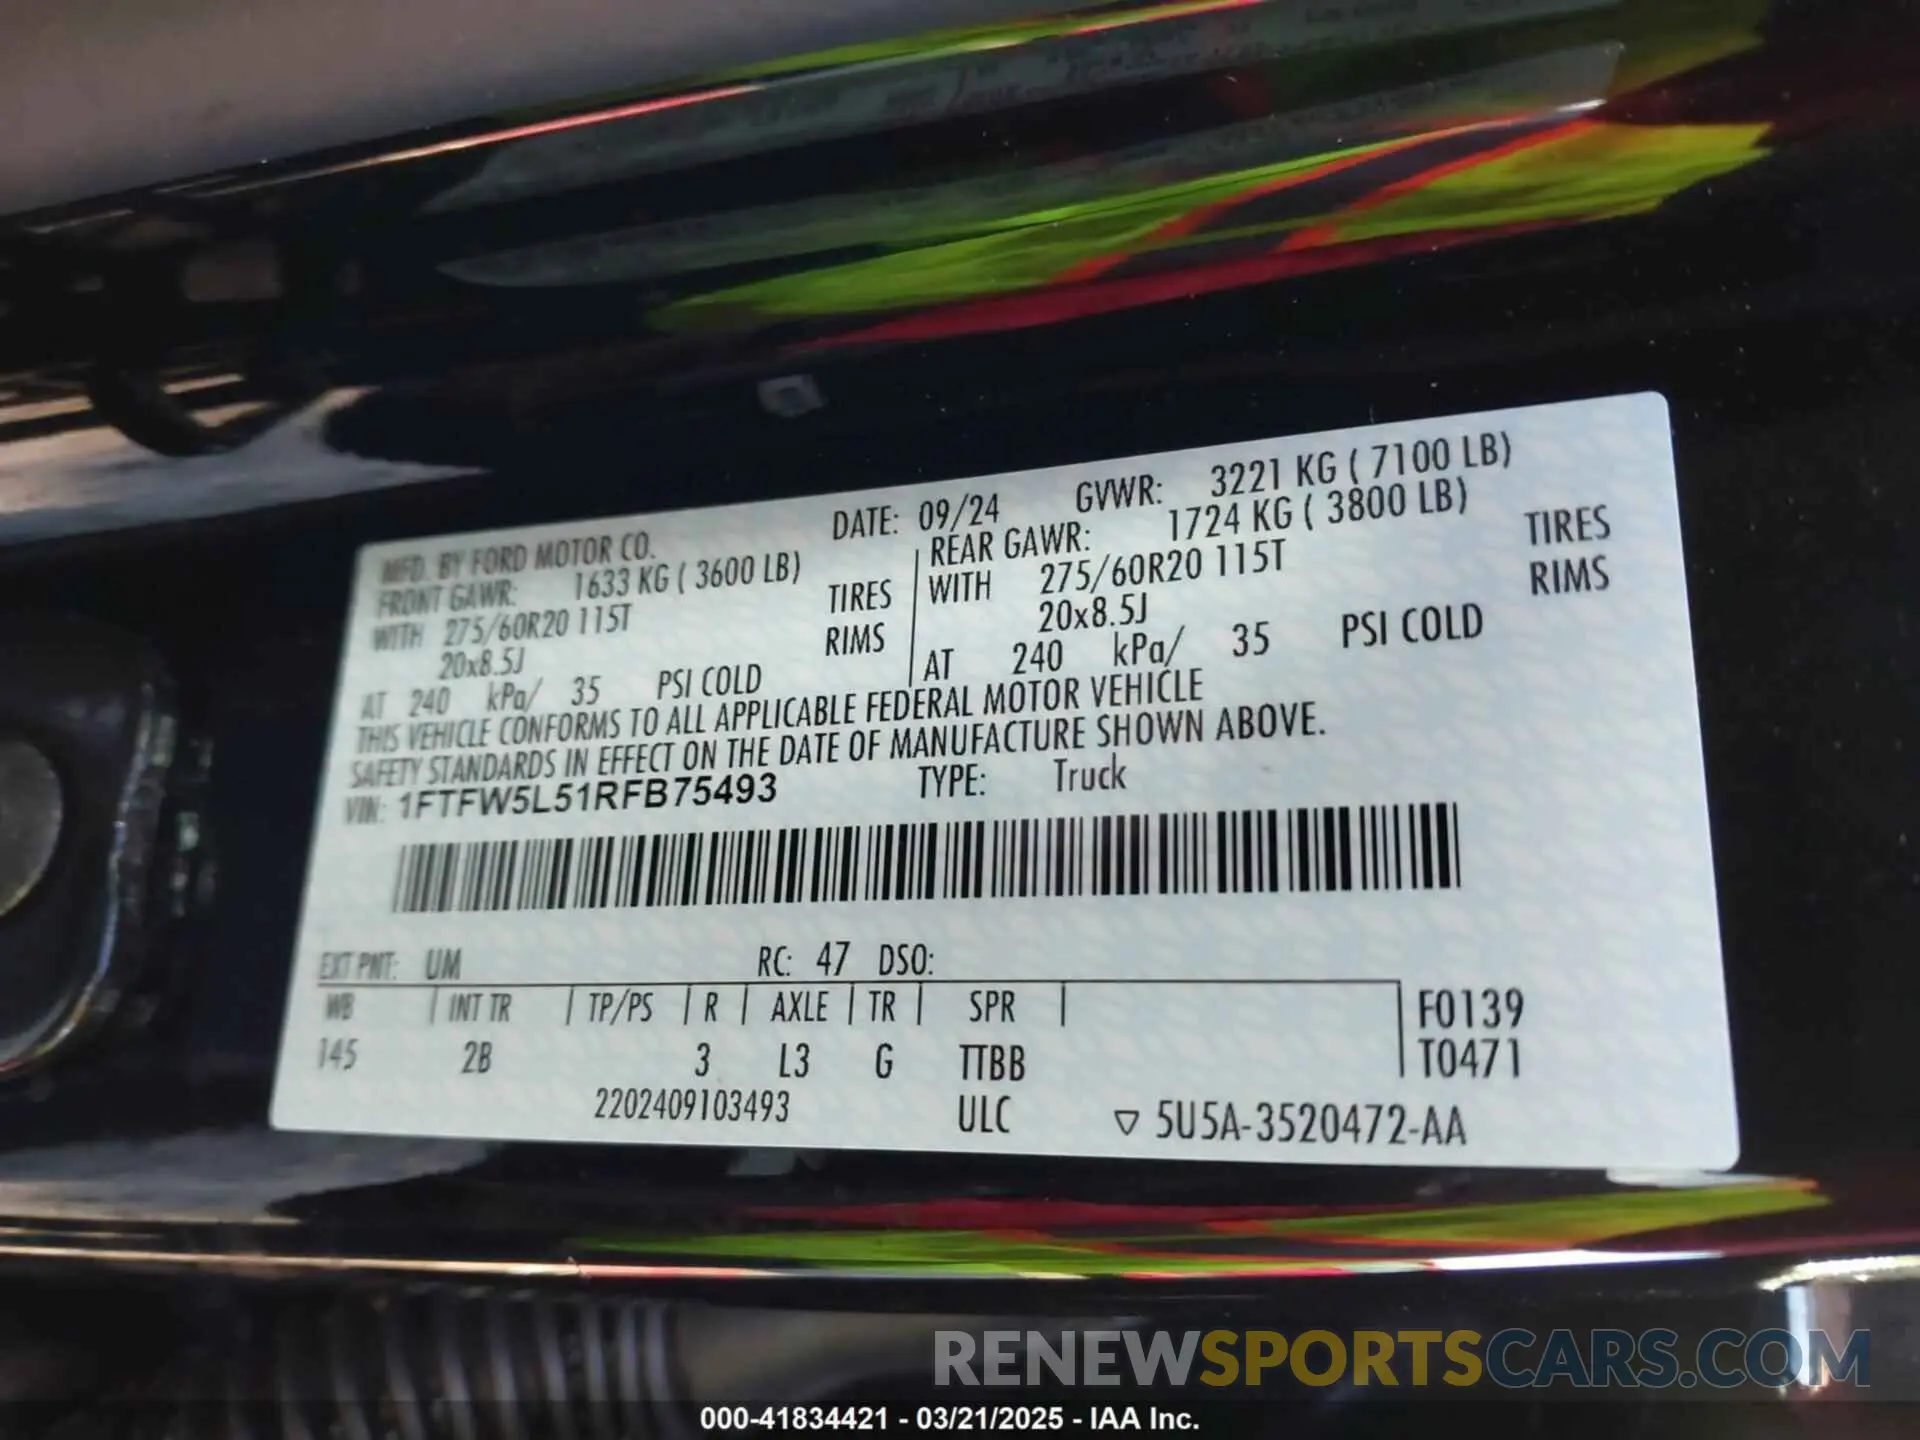 MFD. BY FORD MOTOR CO. DATE: 09/24 GVWR: 3221 KG ( 7100 LB)
FRONT GAWR: 1633 KG ( 3600 LB) REAR GAWR: 1724 KG ( 3800 LB)
WITH 275/60R20 115T TIRES WITH 275/60R20 115T TIRES
20x8.5J RIMS 20x8.5J RIMS
AT 240 kPa/ 35 PSI COLD AT 240 kPa/ 35 PSI COLD
THIS VEHICLE CONFORMS TO ALL APPLICABLE FEDERAL MOTOR VEHICLE
SAFETY STANDARDS IN EFFECT ON THE DATE OF MANUFACTURE SHOWN ABOVE.
VIN: 1FTFW5L51RFB75493 TYPE: Truck
EXT PNT: UM RC: 47 DSO:
WB | INT TR | TP/PS | R | AXLE | TR | SPR | F0139
145 2B 3 L3 G TTBB T0471
2202409103493 ULC ▽ 5U5A-3520472-AA
RENEWSPORTSCARS.COM
000-41834421 - 03/21/2025 - IAA Inc.